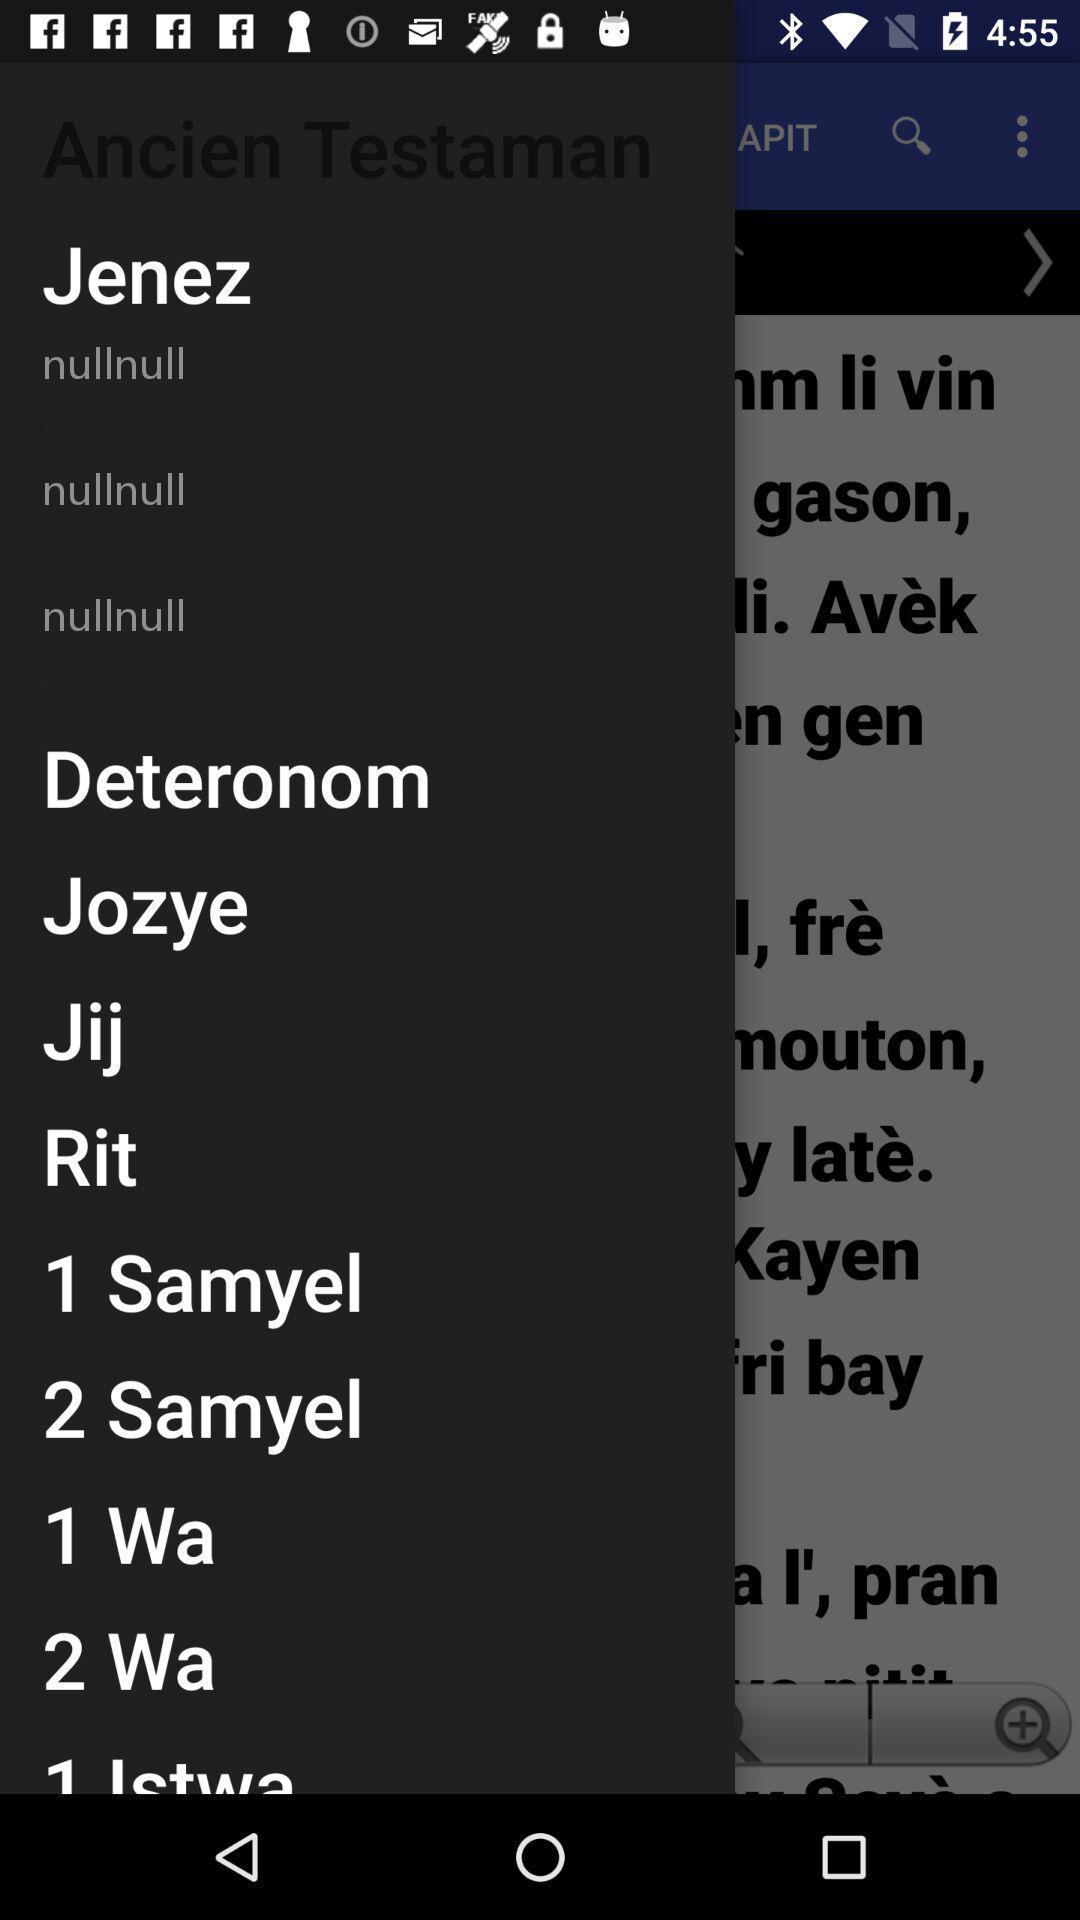 4:55
Ancien Testaman
APIT
Jenez
nullnull
nm li vin
nullnull
gason,
nullnull
li. Avèk
en gen
Deteronom
Jozye
l, frè
Jij
mouton,
Rit
y latè.
1 Samyel
Kayen
2 Samyel
fri bay
1 Wa
a l', pran
2 Wa
pitit
1 Istwa